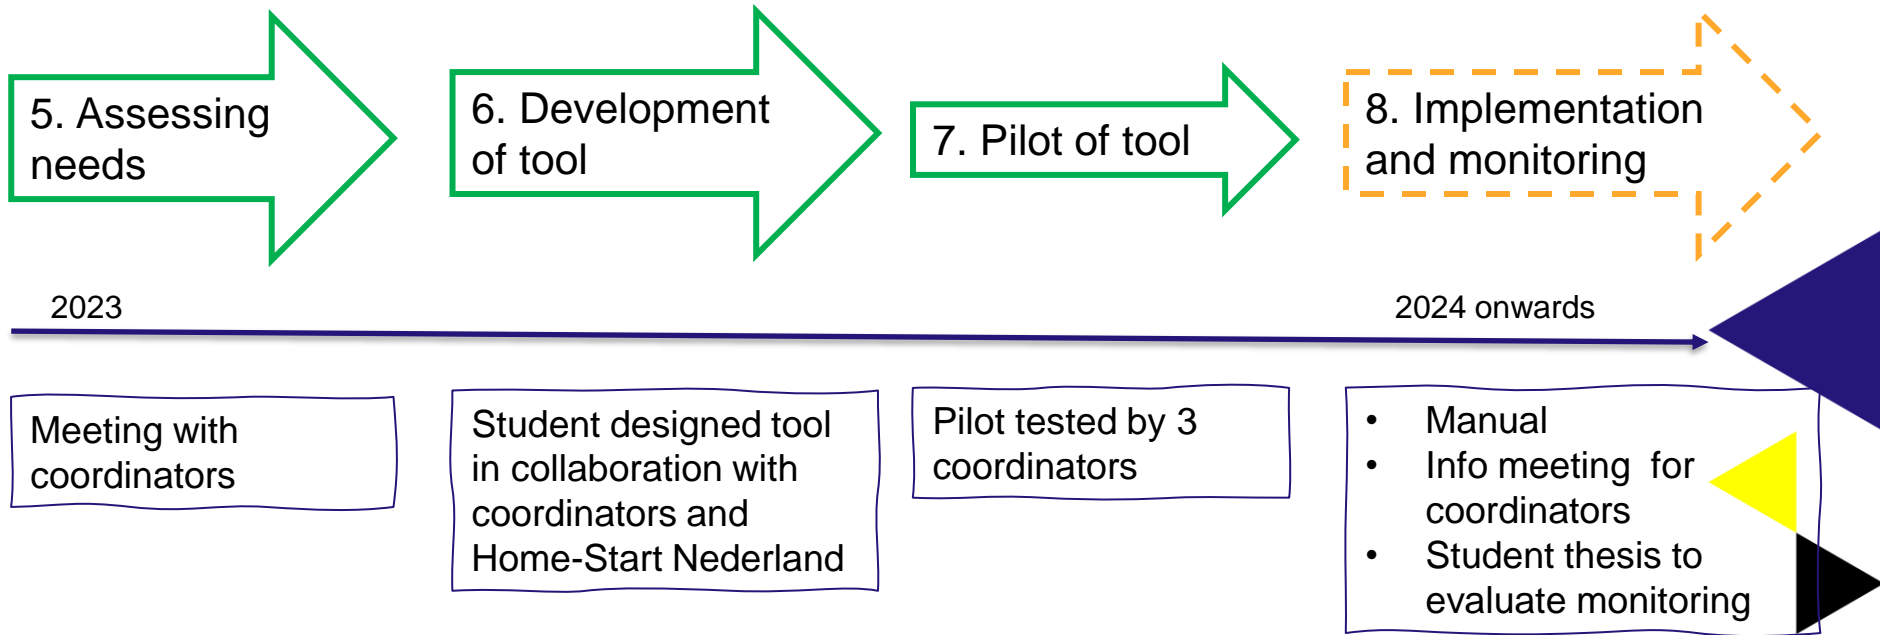 5. Assessing
needs
6. Development
of tool
7. Pilot of tool
8. Implementation
and monitoring
2023
2024 onwards
Meeting with
coordinators
Student designed tool
in collaboration with
coordinators and
Home-Start Nederland
Pilot tested by 3
coordinators
• Manual
• Info meeting for
coordinators
• Student thesis to
evaluate monitoring